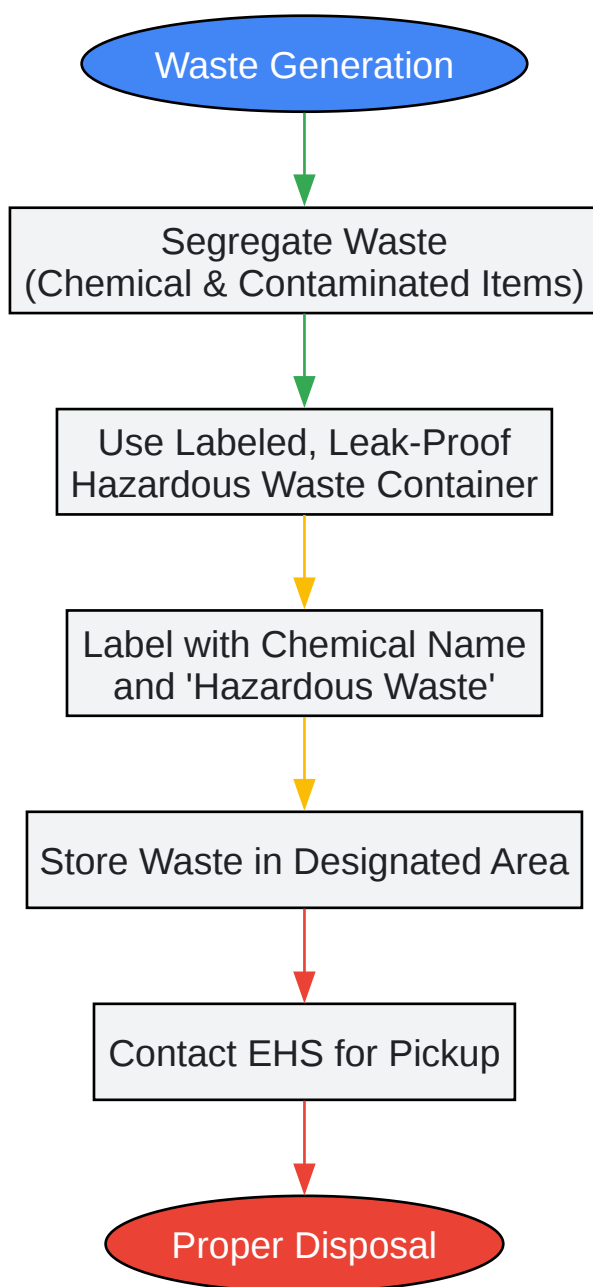 Waste Generation
Segregate Waste
(Chemical & Contaminated Items)
Use Labeled, Leak-Proof
Hazardous Waste Container
Label with Chemical Name
and 'Hazardous Waste'
Store Waste in Designated Area
Contact EHS for Pickup
Proper Disposal